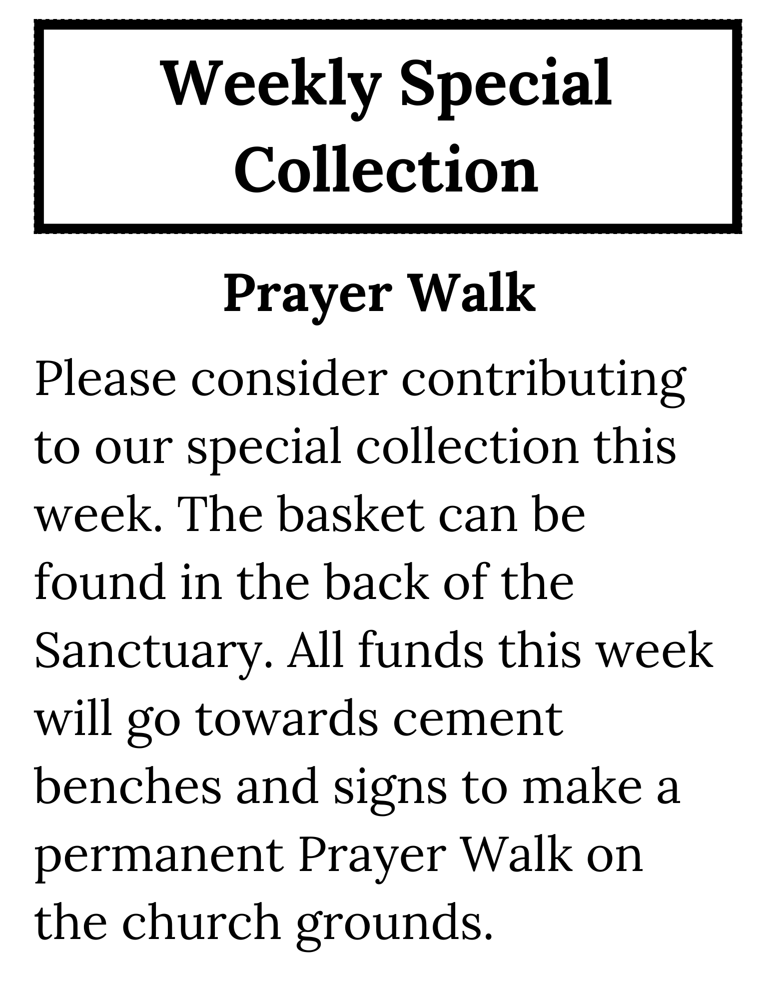 Weekly Special
Collection
Prayer Walk
Please consider contributing
to our special collection this
week. The basket can be
found in the back of the
Sanctuary. All funds this week
will go towards cement
benches and signs to make a
permanent Prayer Walk on
the church grounds.